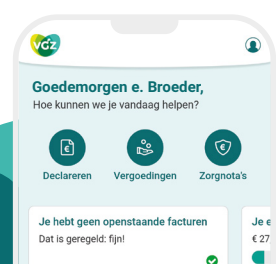 VGZ
Goedemorgen e. Broeder,
Hoe kunnen we je vandaag helpen?
Declareren Vergoedingen Zorgnota's
Je hebt geen openstaande facturen
Dat is geregeld: fijn!
Je e
€ 27